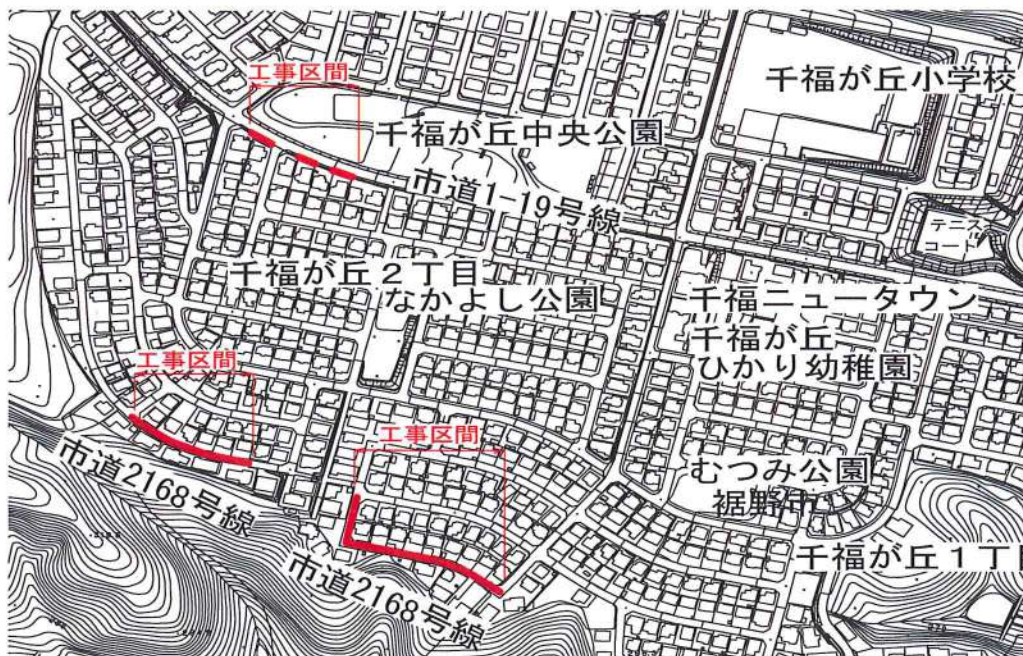 工事区間
千福が丘小学校
千福が丘中央公園
市道1-19号線
テニス
コート
千福が丘２丁目
なかよし公園
千福ニュータウン
千福が丘
ひかり幼稚園
工事区間
工事区間
むつみ公園
裾野市
市道2168号線
市道2168号線
千福が丘１丁目